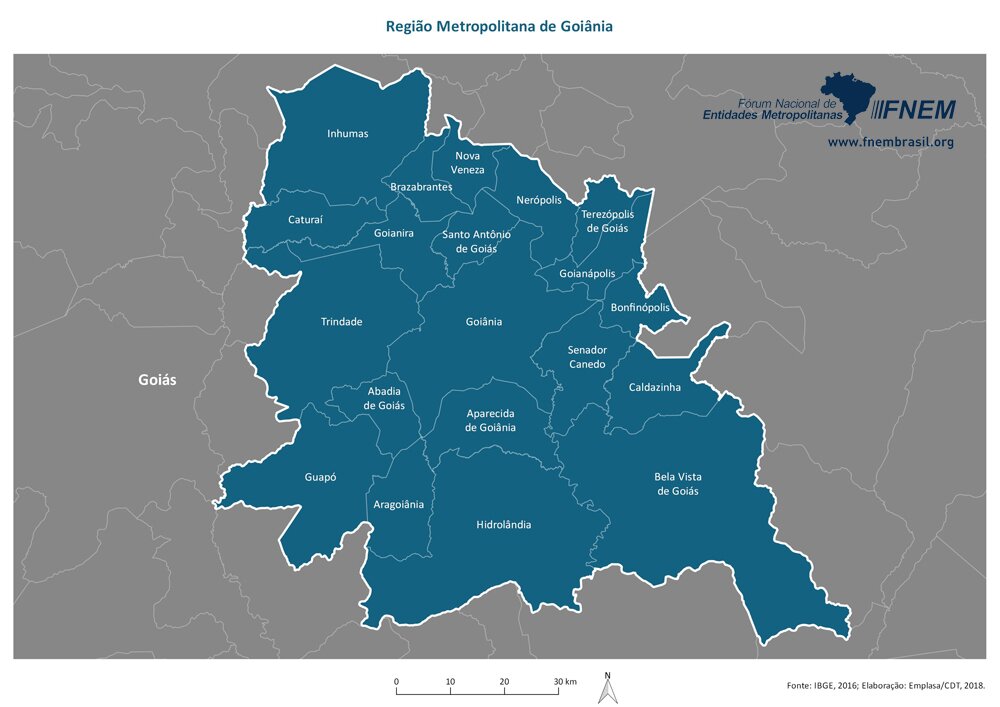 Região Metropolitana de Goiânia
Fórum Nacional de
Entidades Metropolitanas
FNEM
www.fnembrasil.org
Inhumas
Nova
Veneza
Brazabrantes
Nerópolis
Terezópolis
de Goiás
Caturaí
Goianira
Santo Antônio
de Goiás
Goianápolis
Bonfinópolis
Trindade
Goiânia
Senador
Canedo
Goiás
Caldazinha
Abadia
de Goiás
Aparecida
de Goiânia
Guapó
Bela Vista
de Goiás
Aragoiânia
Hidrolândia
0 10 20 30 km
N
Fonte: IBGE, 2016; Elaboração: Emplasa/CDT, 2018.